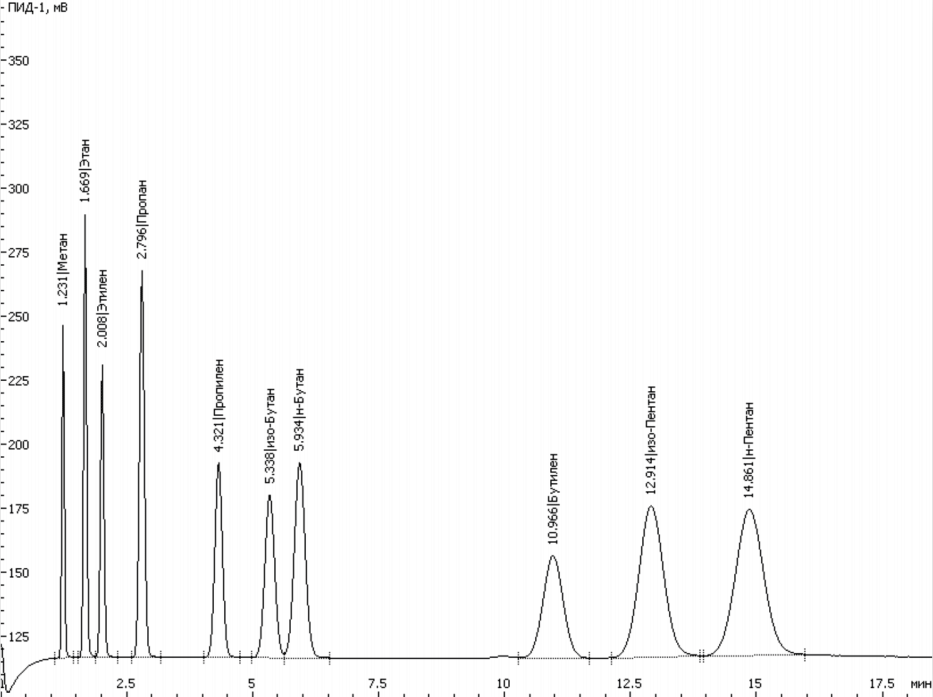 ПИД-1, мВ
350
325
300
275
250
225
200
175
150
125
1.231|Метан
1.669|Этан
2.008|Этилен
2.796|Пропан
4.321|Пропилен
5.338|изо-Бутан
5.934|н-Бутан
10.966|Бутилен
12.914|изо-Пентан
14.861|н-Пентан
2.5
5
7.5
10
12.5
15
17.5
мин